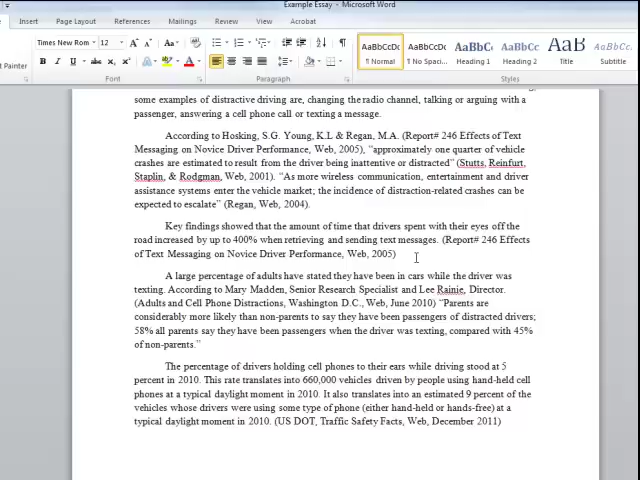 Example Essay - Microsoft Word
Insert Page Layout References Mailings Review View Acrobat
Times New Rom 12 Aa
Painter B I U abc
AaBbCcDc AaBbCcDc AaBbCc AaBbCc AaB AaBbCc
¶ Normal ¶ No Spaci... Heading 1 Heading 2 Title Subtitle
Font Paragraph Styles
some examples of distractive driving are, changing the radio channel, talking or arguing with a
passenger, answering a cell phone call or texting a message.
According to Hosking, S.G. Young, K.L & Regan, M.A. (Report# 246 Effects of Text
Messaging on Novice Driver Performance, Web, 2005), “approximately one quarter of vehicle
crashes are estimated to result from the driver being inattentive or distracted” (Stutts, Reinfurt,
Staplin, & Rodgman, Web, 2001). “As more wireless communication, entertainment and driver
assistance systems enter the vehicle market; the incidence of distraction-related crashes can be
expected to escalate” (Regan, Web, 2004).
Key findings showed that the amount of time that drivers spent with their eyes off the
road increased by up to 400% when retrieving and sending text messages. (Report# 246 Effects
of Text Messaging on Novice Driver Performance, Web, 2005)
A large percentage of adults have stated they have been in cars while the driver was
texting. According to Mary Madden, Senior Research Specialist and Lee Rainie, Director.
(Adults and Cell Phone Distractions, Washington D.C., Web, June 2010) “Parents are
considerably more likely than non-parents to say they have been passengers of distracted drivers;
58% all parents say they have been passengers when the driver was texting, compared with 45%
of non-parents.”
The percentage of drivers holding cell phones to their ears while driving stood at 5
percent in 2010. This rate translates into 660,000 vehicles driven by people using hand-held cell
phones at a typical daylight moment in 2010. It also translates into an estimated 9 percent of the
vehicles whose drivers were using some type of phone (either hand-held or hands-free) at a
typical daylight moment in 2010. (US DOT, Traffic Safety Facts, Web, December 2011)